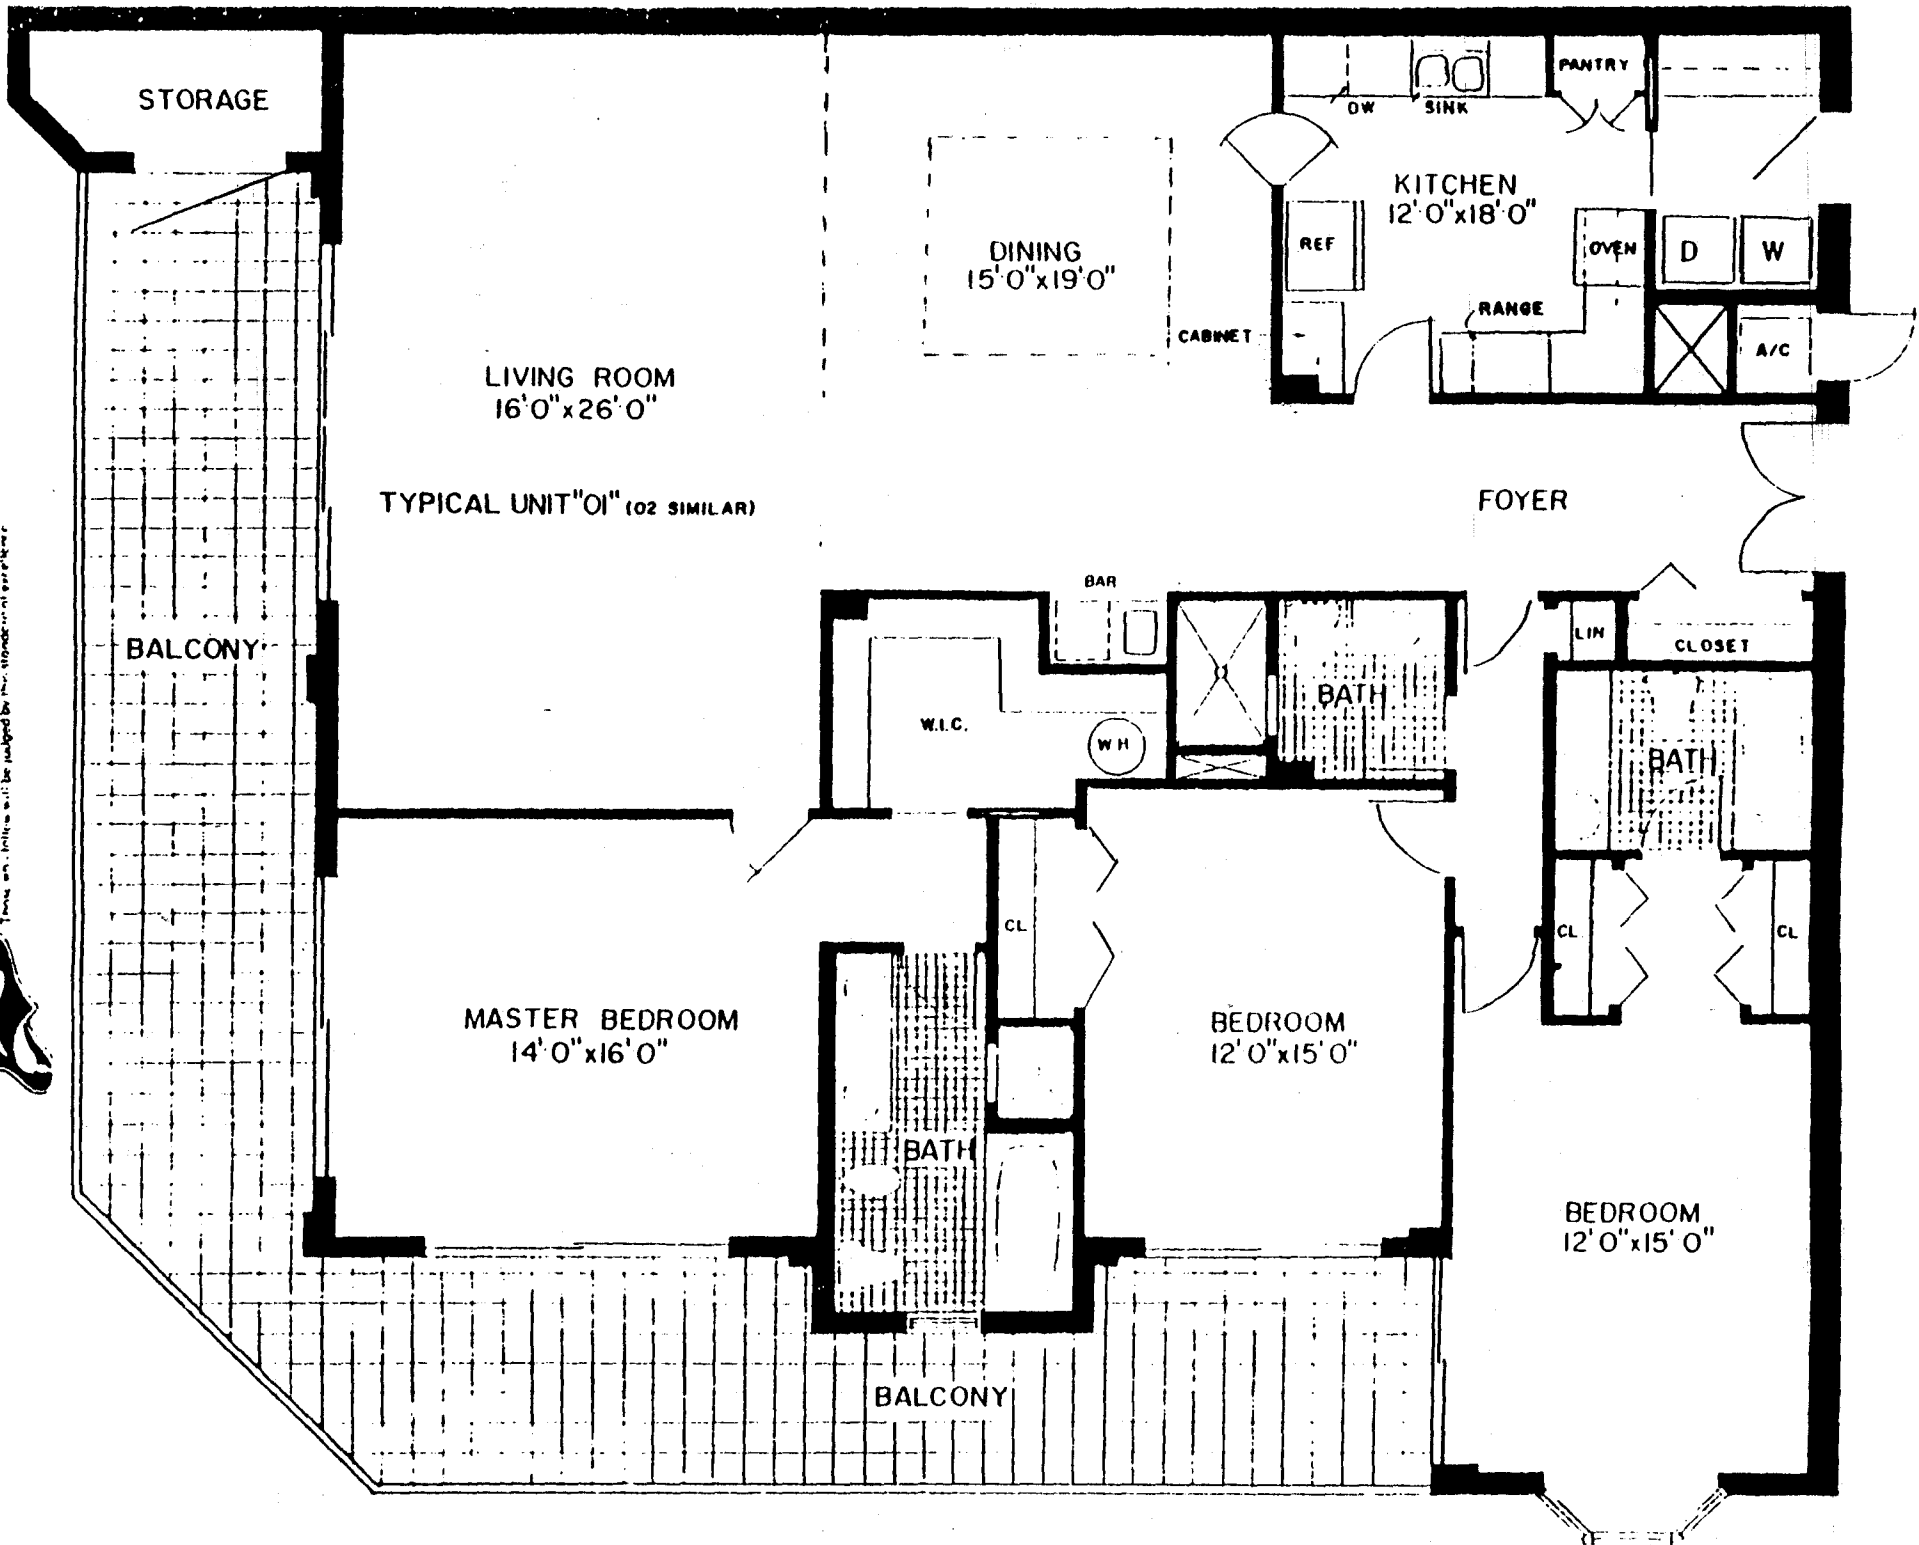 STORAGE
PANTRY
DW
SINK
KITCHEN
12'0"x18'0"
REF
OVEN
D
W
DINING
15'0"x19'0"
CABINET
RANGE
A/C
LIVING ROOM
16'0"x26'0"
TYPICAL UNIT "01" (02 SIMILAR)
FOYER
BAR
BALCONY
LIN
CLOSET
BATH
W.I.C.
WH
BATH
CL
CL
CL
MASTER BEDROOM
14'0"x16'0"
BEDROOM
12'0"x15'0"
BATH
BEDROOM
12'0"x15'0"
BALCONY